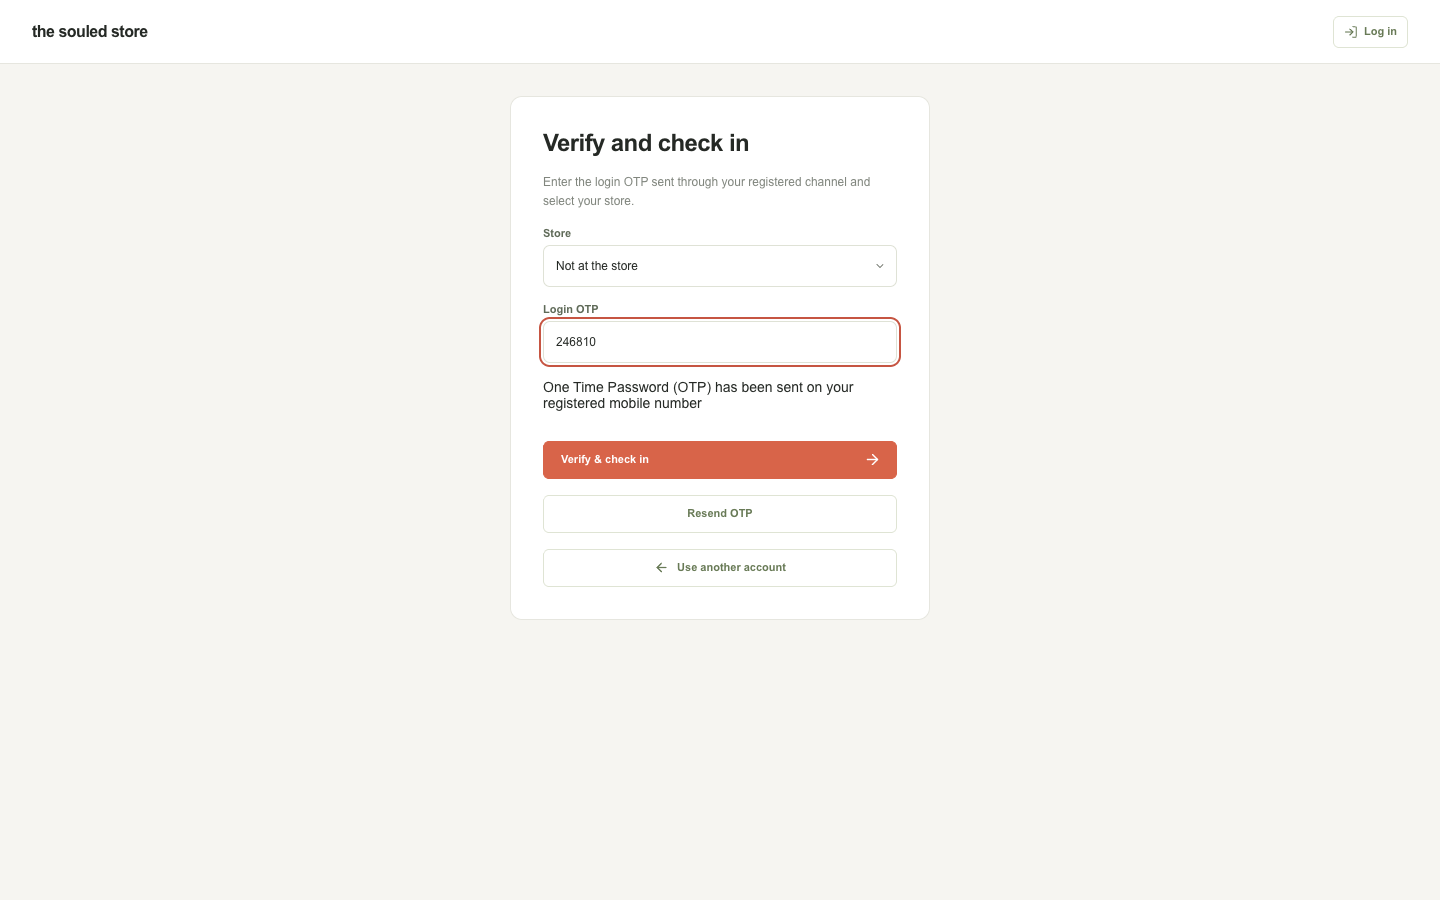 the souled store
Log in
Verify and check in
Enter the login OTP sent through your registered channel and
select your store.
Store
Not at the store
Login OTP
246810
One Time Password (OTP) has been sent on your
registered mobile number
Verify & check in
Resend OTP
Use another account